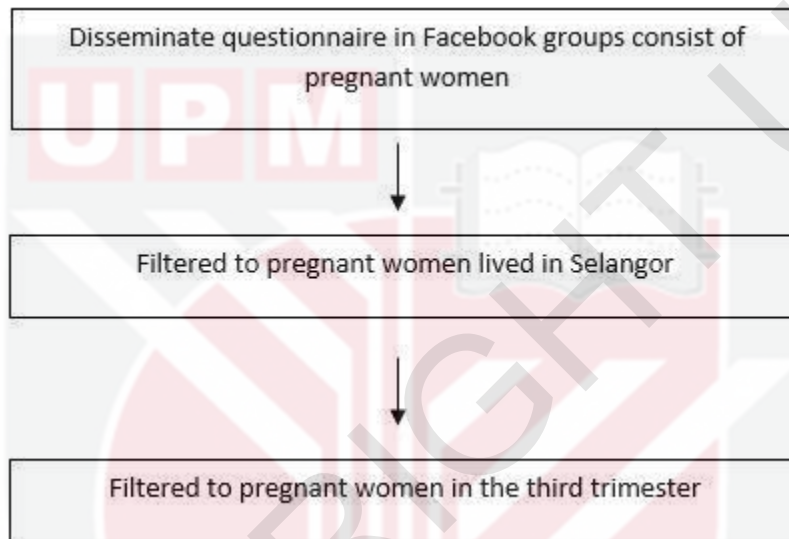 Disseminate questionnaire in Facebook groups consist of
pregnant women
UPM
Filtered to pregnant women lived in Selangor
Filtered to pregnant women in the third trimester
RIGHT U